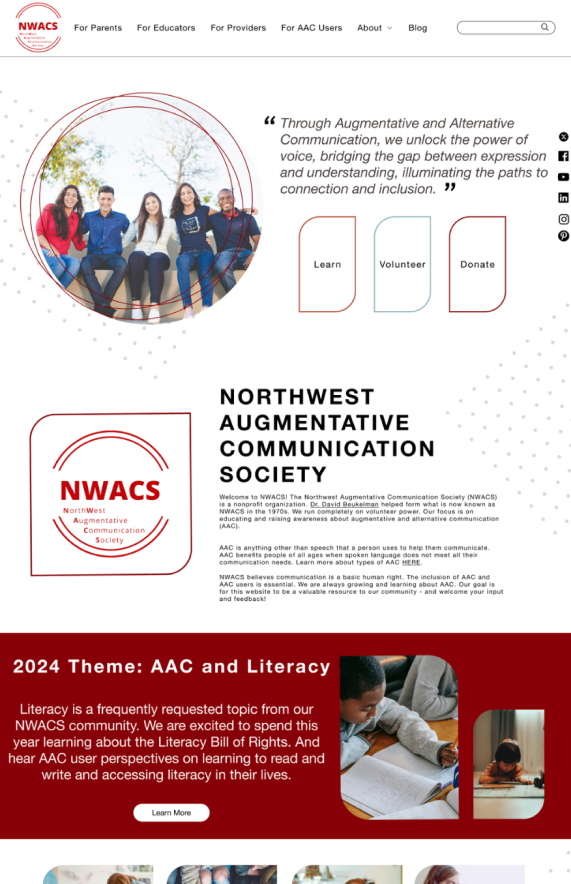 NWACS
NorthWest
Augmentative
Communication
Society
For Parents For Educators For Providers For AAC Users About Blog
“ Through Augmentative and Alternative
Communication, we unlock the power of
voice, bridging the gap between expression
and understanding, illuminating the paths to
connection and inclusion. ”
Learn Volunteer Donate
NORTHWEST
AUGMENTATIVE
COMMUNICATION
SOCIETY
NWACS
NorthWest
Augmentative
Communication
Society
Welcome to NWACS! The Northwest Augmentative Communication Society (NWACS)
is a nonprofit organization. Dr. David Beukelman helped form what is now known as
NWACS in the 1970s. We run completely on volunteer power. Our focus is on
educating and raising awareness about augmentative and alternative communication
(AAC).
AAC is anything other than speech that a person uses to help them communicate.
AAC benefits people of all ages when spoken language does not meet all their
communication needs. Learn more about types of AAC HERE.
NWACS believes communication is a basic human right. The inclusion of AAC and
AAC users is essential. We are always growing and learning about AAC. Our goal is
for this website to be a valuable resource to our community - and welcome your input
and feedback!
2024 Theme: AAC and Literacy
Literacy is a frequently requested topic from our
NWACS community. We are excited to spend this
year learning about the Literacy Bill of Rights. And
hear AAC user perspectives on learning to read and
write and accessing literacy in their lives.
Learn More